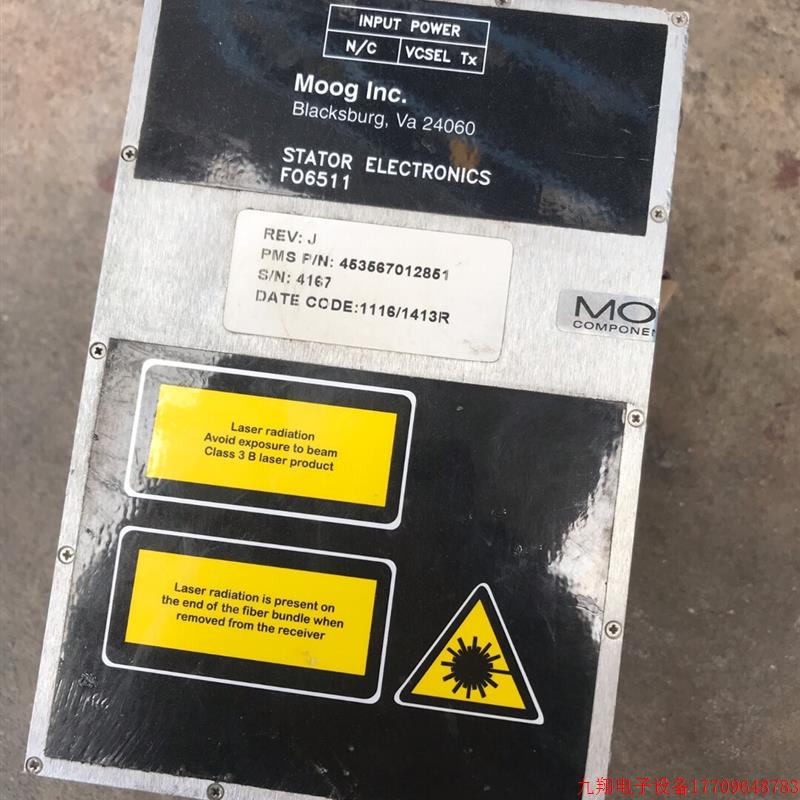 INPUT POWER
N/C VCSEL Tx
Moog Inc.
Blacksburg, Va 24060
STATOR ELECTRONICS
FO6511
REV: J
PMS P/N: 453567012851
S/N: 4167
DATE CODE:1116/1413R
MO
COMPONE
Laser radiation
Avoid exposure to beam
Class 3 B laser product
Laser radiation is present on
the end of the fiber bundle when
removed from the receiver
九翔电子设备17709648783